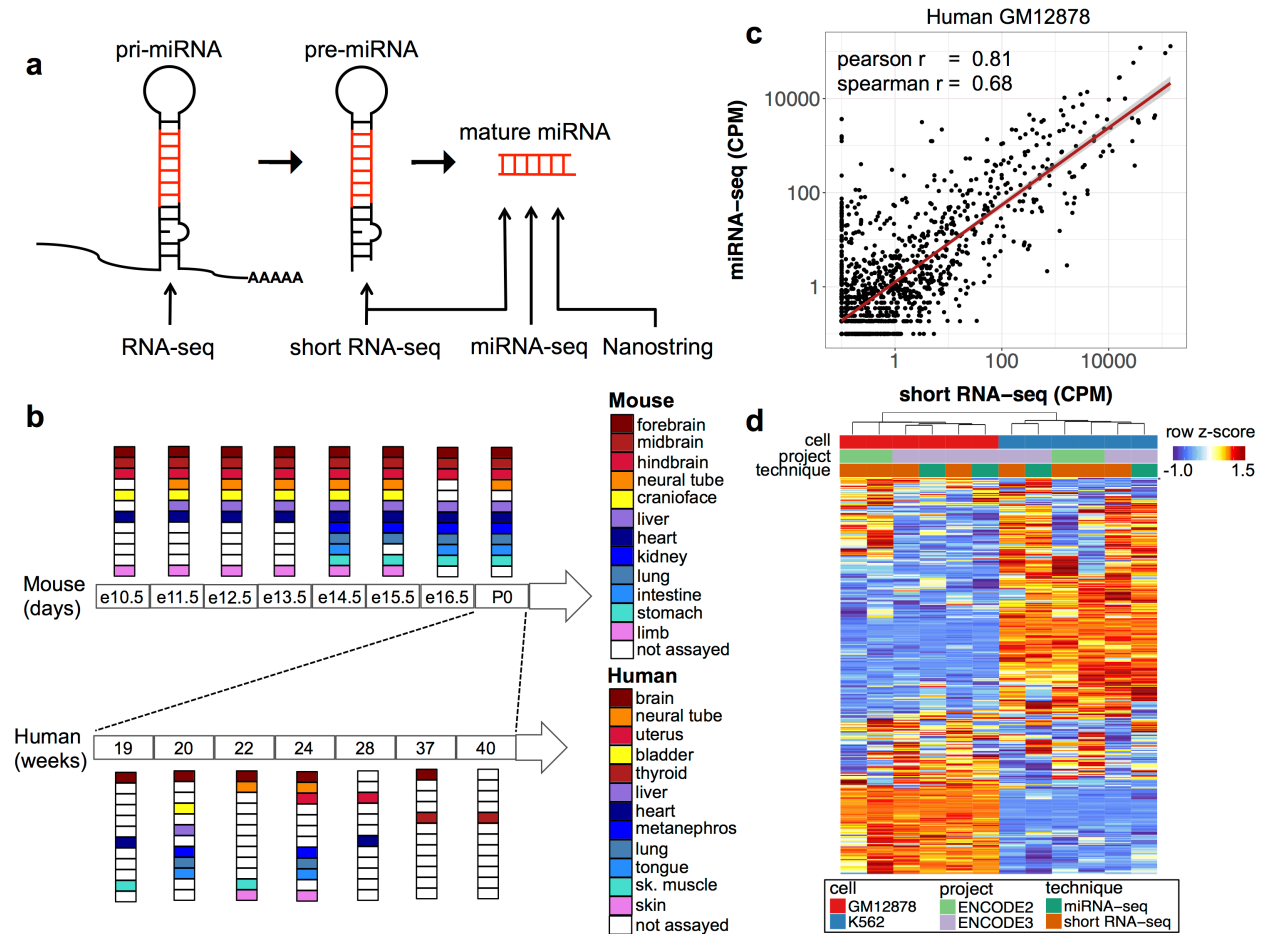 a
pri-miRNA
pre-miRNA
mature miRNA
AAAAA
RNA-seq
short RNA-seq
miRNA-seq
Nanostring
b
Mouse
(days)
e10.5
e11.5
e12.5
e13.5
e14.5
e15.5
e16.5
P0
Mouse
forebrain
midbrain
hindbrain
neural tube
cranioface
liver
heart
kidney
lung
intestine
stomach
limb
not assayed
Human
(weeks)
19
20
22
24
28
37
40
Human
brain
neural tube
uterus
bladder
thyroid
liver
heart
metanephros
lung
tongue
sk. muscle
skin
not assayed
c
Human GM12878
pearson r = 0.81
spearman r = 0.68
miRNA−seq (CPM)
10000
100
1
1
100
10000
short RNA−seq (CPM)
d
cell
project
technique
row z-score
-1.0 1.5
cell
GM12878
K562
project
ENCODE2
ENCODE3
technique
miRNA−seq
short RNA−seq